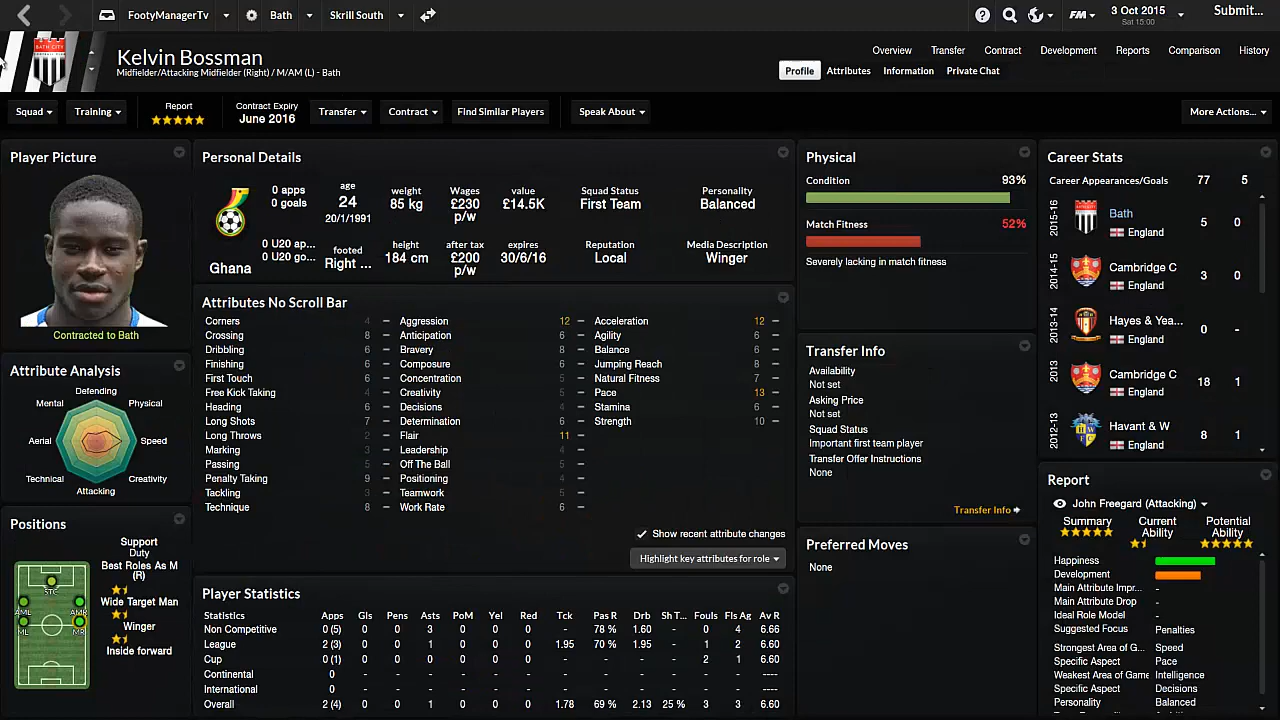 FootyManagerTv Bath Skrill South FM 3 Oct 2015 Submit...
Sat 15:00
Kelvin Bossman
Midfielder/Attacking Midfielder (Right) / M/AM (L) - Bath
Overview Transfer Contract Development Reports Comparison History
Profile Attributes Information Private Chat
Squad Training Report Contract Expiry June 2016 Transfer Contract Find Similar Players Speak About More Actions...
Player Picture
Contracted to Bath
Attribute Analysis
Defending
Mental Physical
Aerial Speed
Technical Creativity
Attacking
Positions
STC
AML AMR
ML MR
Support
Duty
Best Roles As M
(R)
Wide Target Man
Winger
Inside forward
Personal Details
0 apps
0 goals
0 U20 ap...
0 U20 go...
Ghana
age
24
20/1/1991
footed
Right ...
weight
85 kg
height
184 cm
Wages
£230
p/w
after tax
£200
p/w
value
£14.5K
expires
30/6/16
Squad Status
First Team
Reputation
Local
Personality
Balanced
Media Description
Winger
Attributes No Scroll Bar
Corners 4 - Aggression 12 - Acceleration 12 -
Crossing 8 - Anticipation 6 - Agility 6 -
Dribbling 6 - Bravery 8 - Balance 6 -
Finishing 6 - Composure 6 - Jumping Reach 8 -
First Touch 6 - Concentration 5 - Natural Fitness 7 -
Free Kick Taking 4 - Creativity 5 - Pace 13 -
Heading 6 - Decisions 4 - Stamina 6 -
Long Shots 7 - Determination 6 - Strength 10 -
Long Throws 2 - Flair 11 -
Marking 3 - Leadership 4 -
Passing 5 - Off The Ball 5 -
Penalty Taking 9 - Positioning 4 -
Tackling 3 - Teamwork 5 -
Technique 8 - Work Rate 6 -
Show recent attribute changes
Highlight key attributes for role
Player Statistics
Statistics Apps Gls Pens Asts PoM Yel Red Tck Pas R Drb Sh T... Fouls Fls Ag Av R
Non Competitive 0 (5) 0 0 3 0 0 0 - 78 % 1.60 - 0 4 6.66
League 2 (3) 0 0 1 0 0 0 1.95 70 % 1.95 - 1 2 6.60
Cup 0 (1) - - - - - - - - - - 2 1 6.60
Continental 0 - - - - - - - - - - - - ----
International 0 - - - - - - - - - - - - ----
Overall 2 (4) - - 1 - - - 1.78 69 % 2.13 25 % 3 3 6.60
Physical
Condition 93%
Match Fitness 52%
Severely lacking in match fitness
Transfer Info
Availability
Not set
Asking Price
Not set
Squad Status
Important first team player
Transfer Offer Instructions
None
Transfer Info
Preferred Moves
None
Career Stats
Career Appearances/Goals 77 5
2015-16 Bath England 5 0
2014-15 Cambridge C England 3 0
2013-14 Hayes & Yea... England 0 -
2013 Cambridge C England 18 1
2012-13 Havant & W England 8 1
Report
John Freegard (Attacking)
Summary Current Ability Potential Ability
Happiness
Development
Main Attribute Impr... -
Main Attribute Drop -
Ideal Role Model -
Suggested Focus Penalties
Strongest Area of G... Speed
Specific Aspect Pace
Weakest Area of Game Intelligence
Specific Aspect Decisions
Personality Balanced